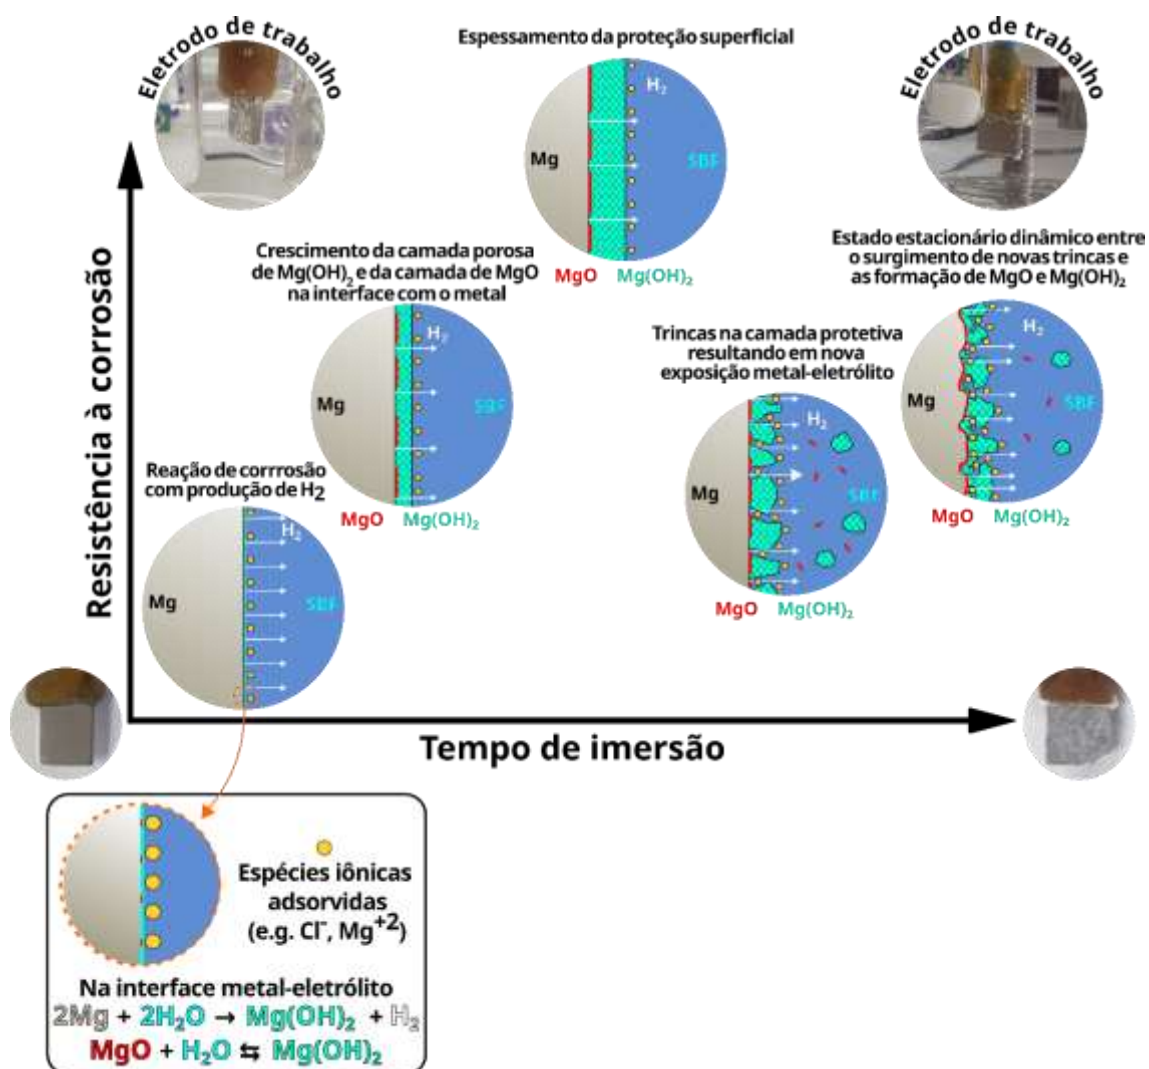 Eletrodo de trabalho
Espessamento da proteção superficial
Eletrodo de trabalho
H₂
Mg
SBF
MgO Mg(OH)₂
Crescimento da camada porosa
de Mg(OH)₂ e da camada de MgO
na interface com o metal
H₂
Mg
SBF
MgO Mg(OH)₂
Estado estacionário dinâmico entre
o surgimento de novas trincas e
as formação de MgO e Mg(OH)₂
H₂
Mg
SBF
MgO Mg(OH)₂
Trincas na camada protetiva
resultando em nova
exposição metal-eletrólito
H₂
Mg
SBF
MgO Mg(OH)₂
Reação de corrrosão
com produção de H2
H₂
Mg
SBF
Resistência à corrosão
Tempo de imersão
Espécies iônicas
adsorvidas
(e.g. Cl⁻, Mg⁺²)
Na interface metal-eletrólito
2Mg + 2H₂O → Mg(OH)₂ + H₂
MgO + H₂O ⇆ Mg(OH)₂